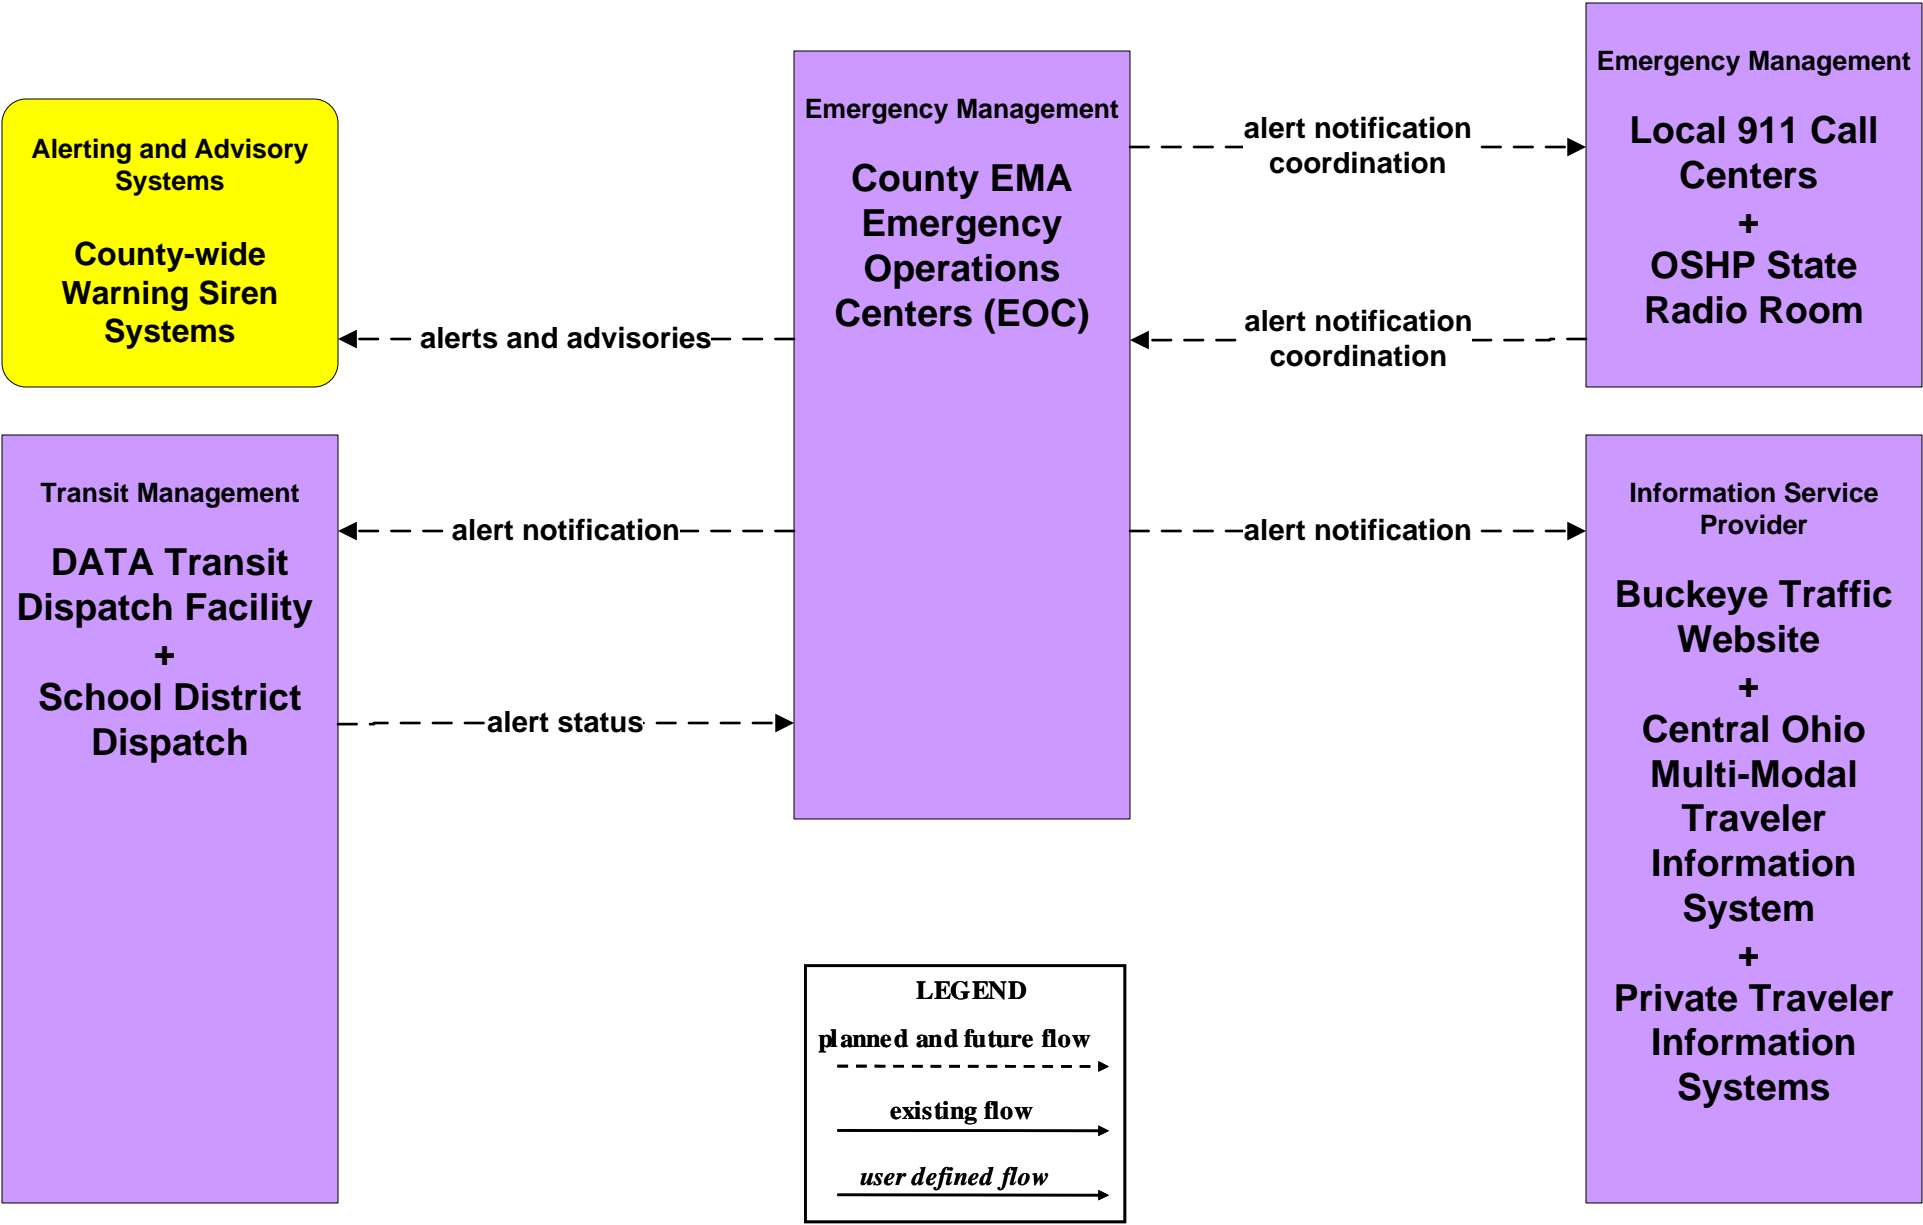 Alerting and Advisory
Systems
County-wide
Warning Siren
Systems
alerts and advisories
Transit Management
DATA Transit
Dispatch Facility
+
School District
Dispatch
alert notification
alert status
Emergency Management
County EMA
Emergency
Operations
Centers (EOC)
alert notification
coordination
alert notification
coordination
alert notification
Emergency Management
Local 911 Call
Centers
+
OSHP State
Radio Room
Information Service
Provider
Buckeye Traffic
Website
+
Central Ohio
Multi-Modal
Traveler
Information
System
+
Private Traveler
Information
Systems
LEGEND
planned and future flow
existing flow
user defined flow